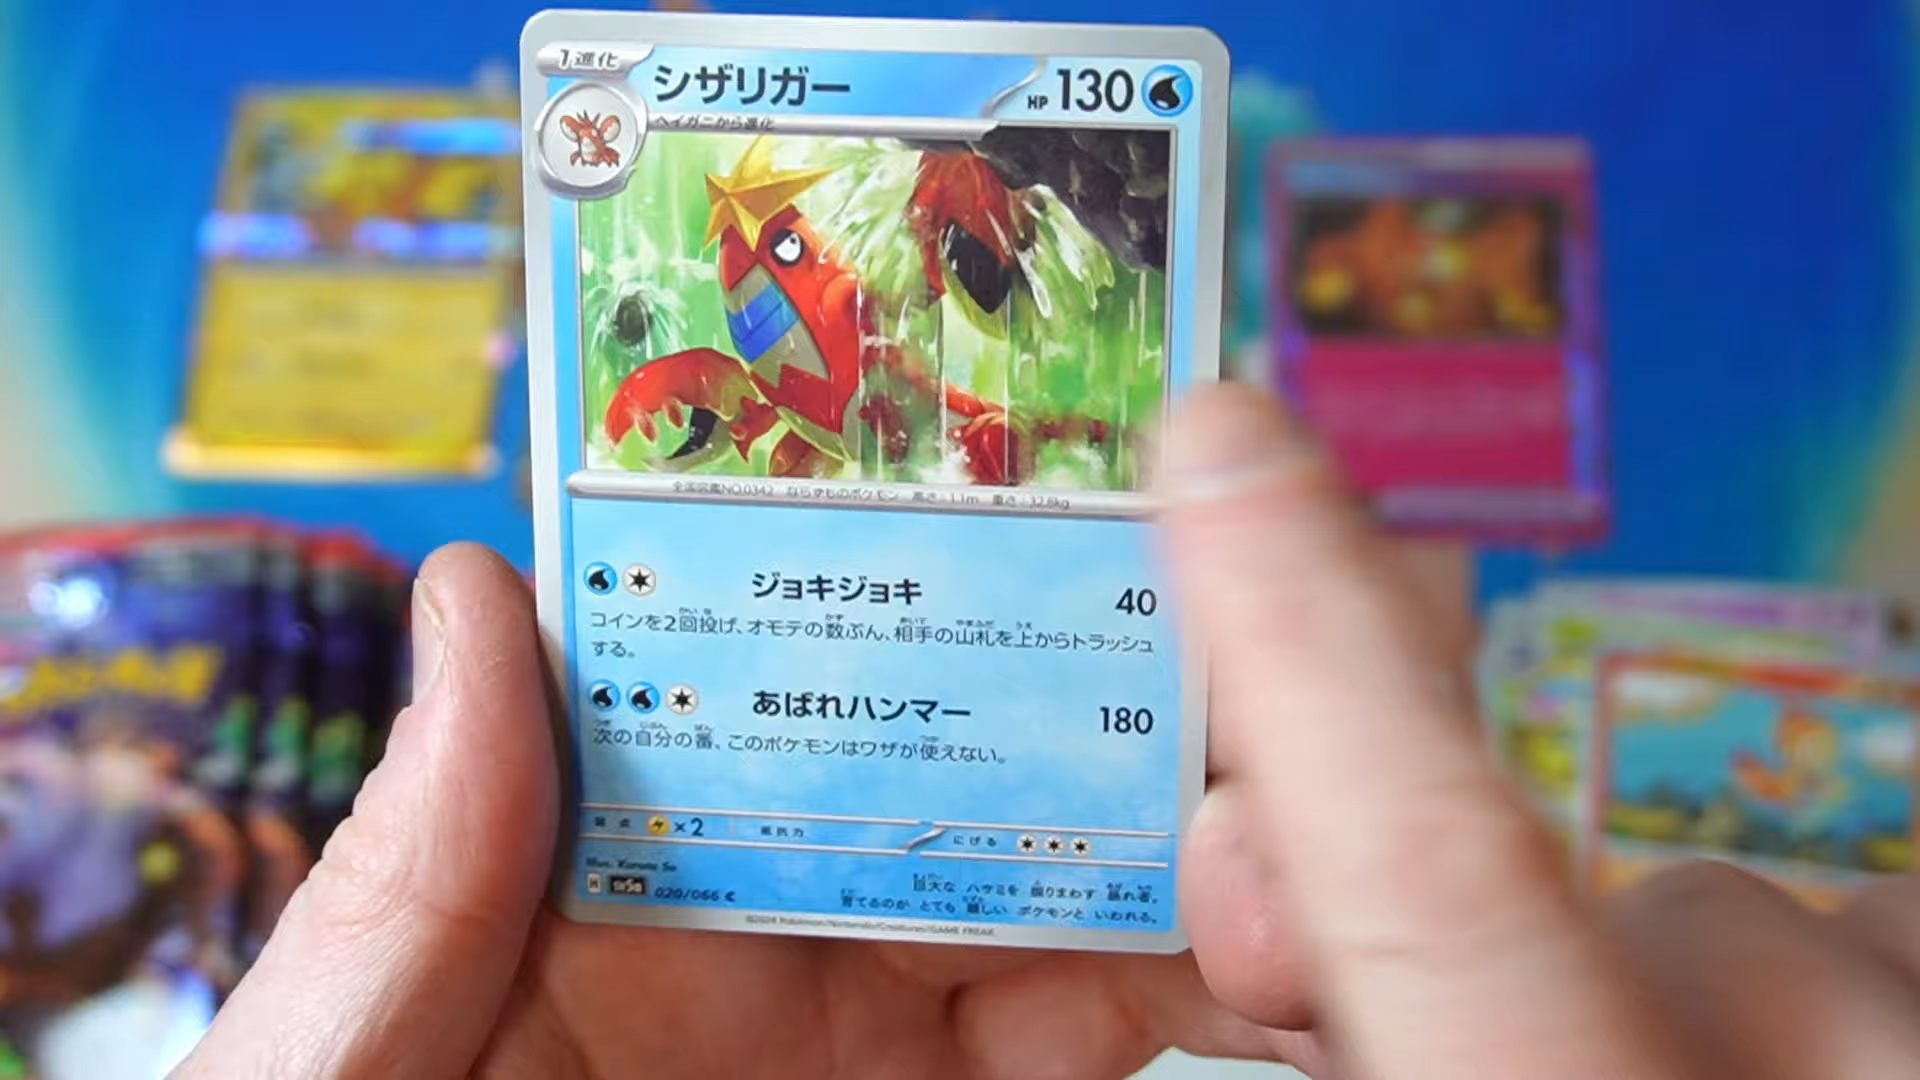 1進化
シザリガー
HP 130
ヘイガニから進化
全国図鑑NO.0342 ならずものポケモン 高さ:1.1m 重さ:32.8kg
ジョキジョキ 40
コインを2回投げ、オモテの数ぶん、相手の山札を上からトラッシュ
する。
あばれハンマー 180
次の自分の番、このポケモンはワザが使えない。
弱点 ×2 抵抗力 にげる
Illus. Kanata So
H sv5a 020/066 C
巨大な ハサミを 振りまわす 暴れ者。
育てるのが とても 難しい ポケモンと いわれる。
©2024 Pokémon/Nintendo/Creatures/GAME FREAK